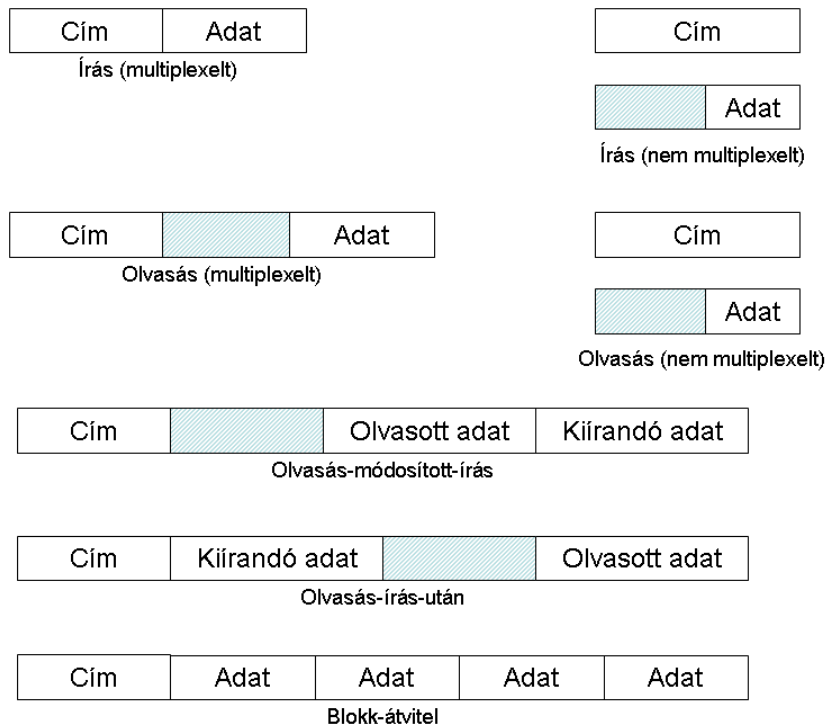 Cím Adat
Írás (multiplexelt)
Cím
Adat
Írás (nem multiplexelt)
Cím Adat
Olvasás (multiplexelt)
Cím
Adat
Olvasás (nem multiplexelt)
Cím Olvasott adat Kiírandó adat
Olvasás-módosított-írás
Cím Kiírandó adat Olvasott adat
Olvasás-írás-után
Cím Adat Adat Adat Adat
Blokk-átvitel